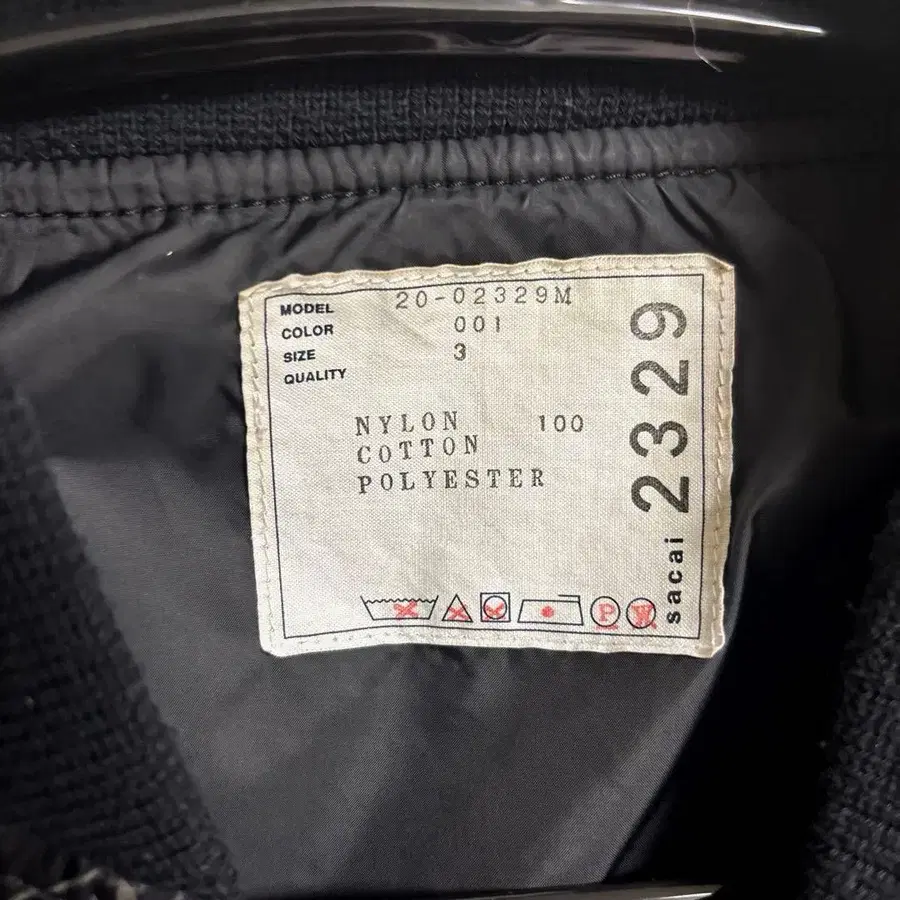 MODEL 20-02329M
COLOR 001
SIZE 3
QUALITY
NYLON 100
COTTON
POLYESTER
P W
sacai 2329